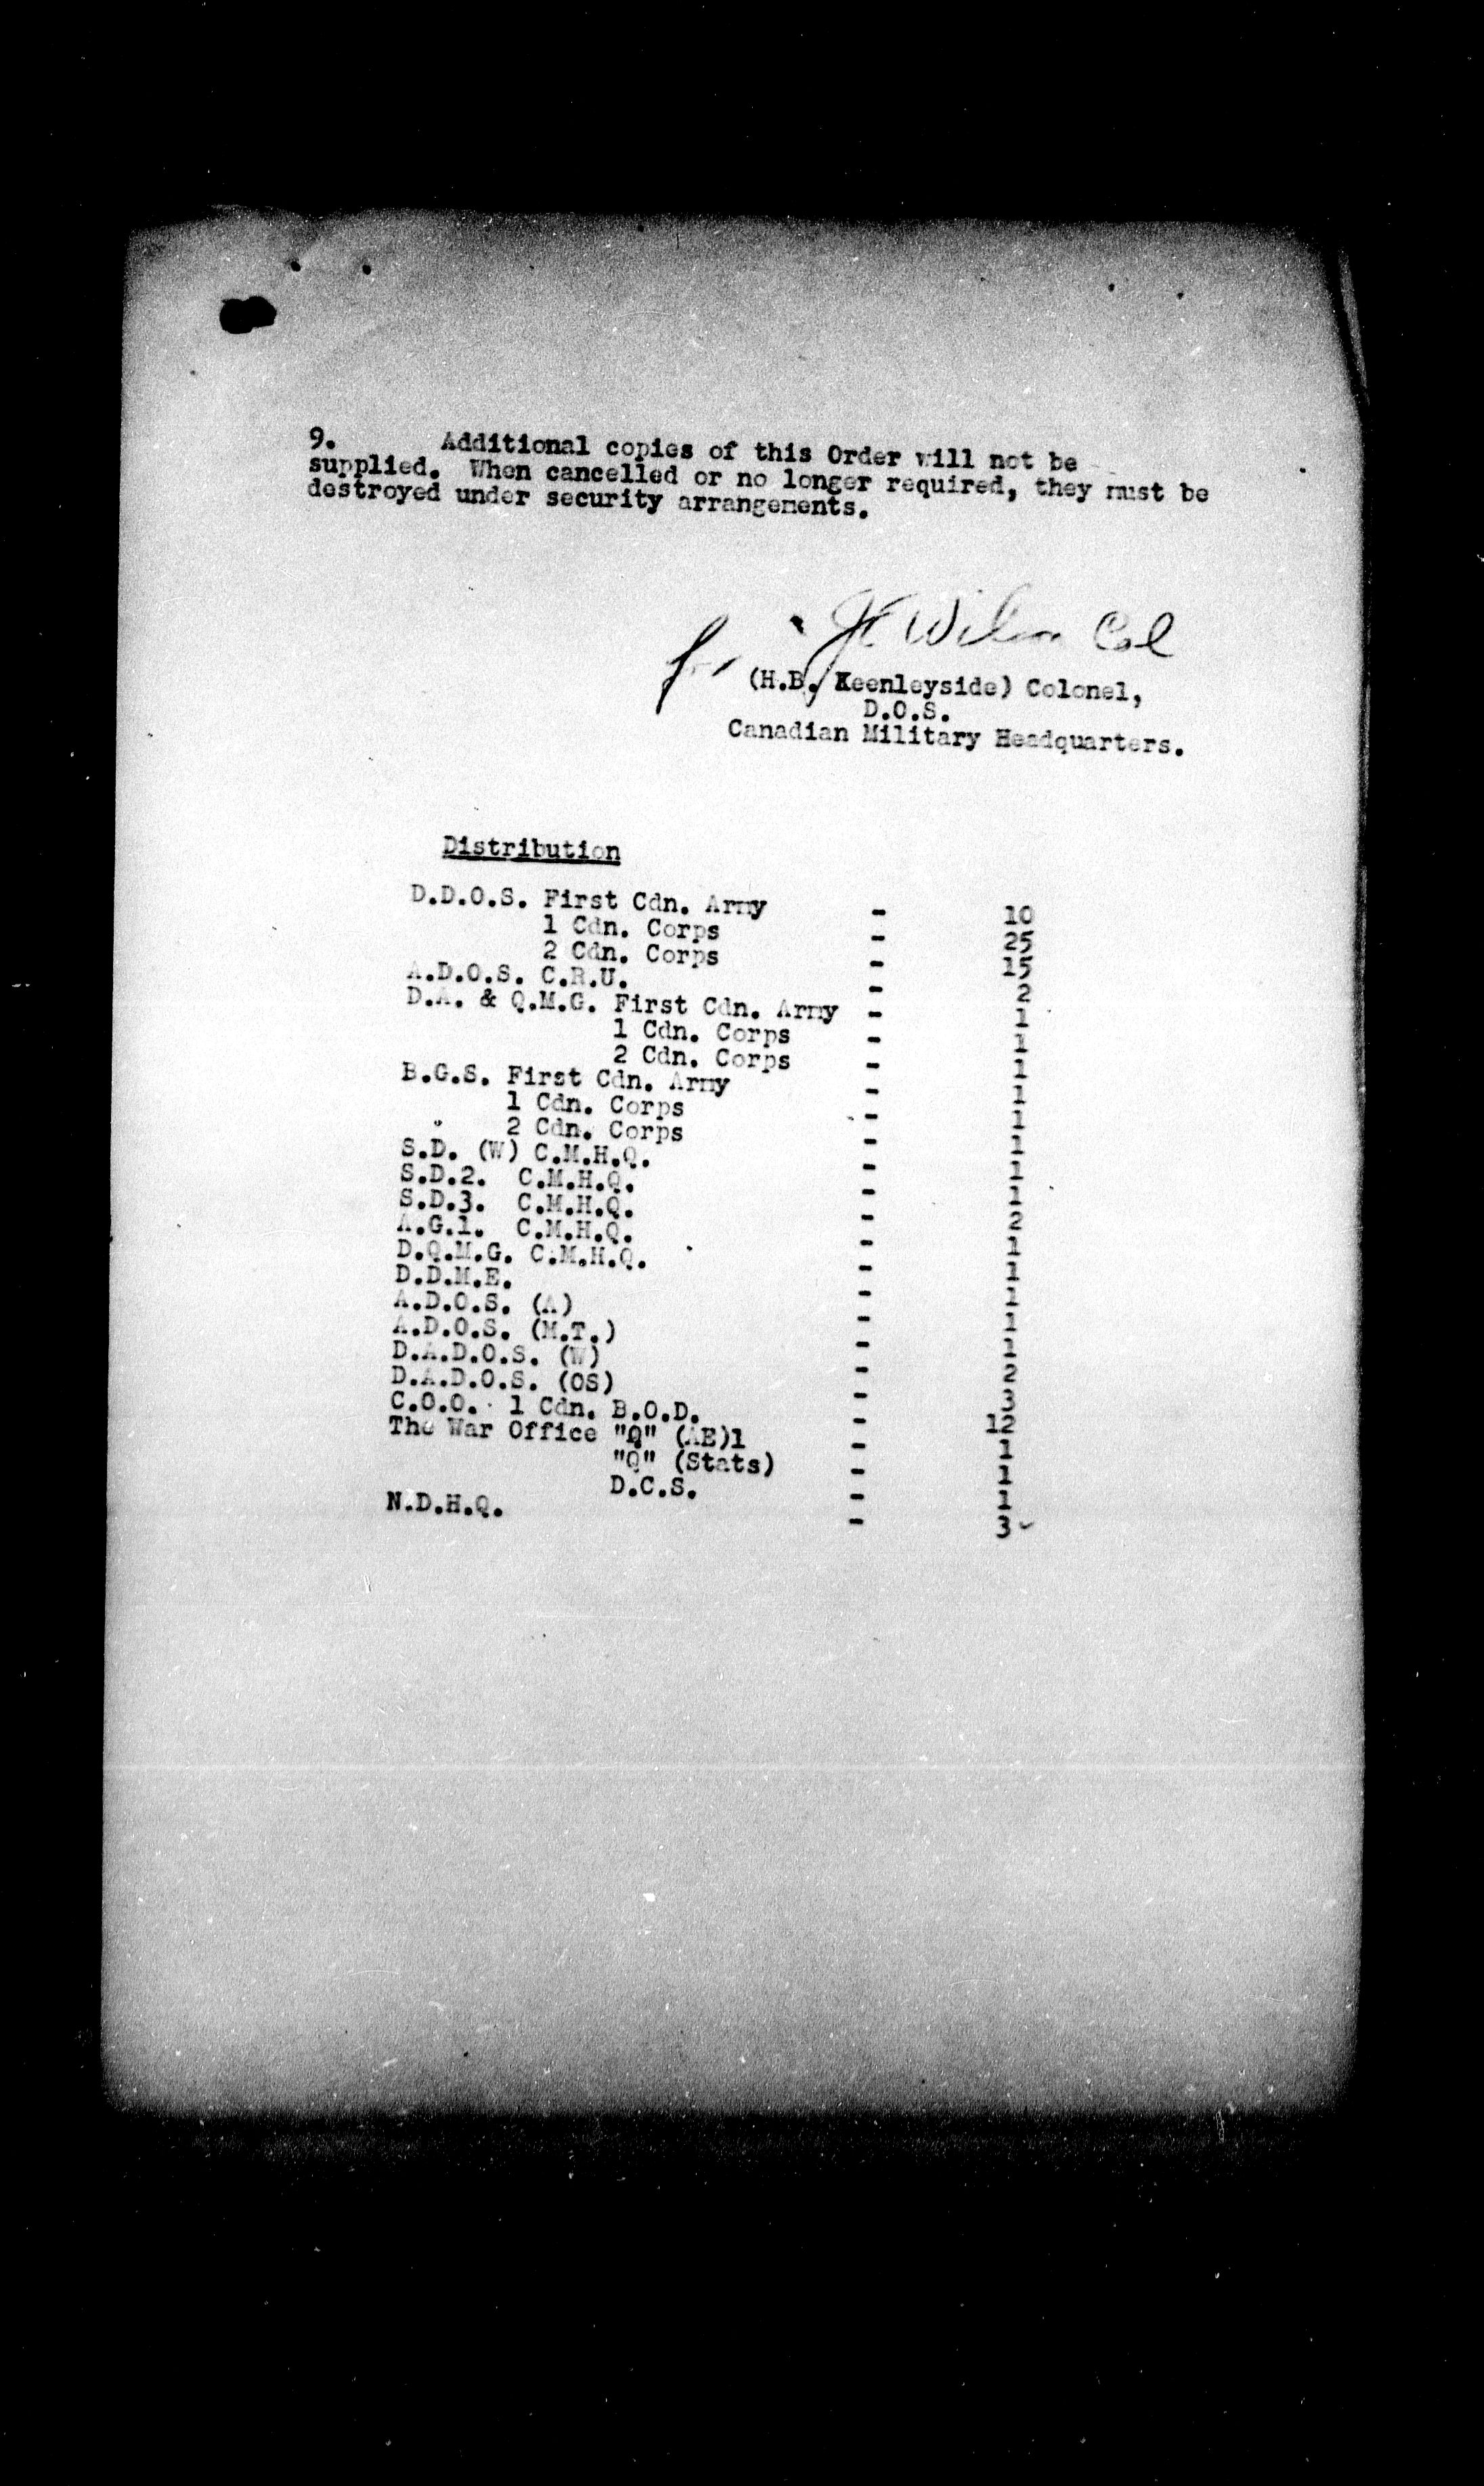 9. Additional copies of this Order will not be
supplied. When cancelled or no longer required, they must be
destroyed under security arrangements.
for Col
(H.B. Keenleyside) Colonel,
D.O.S.
Canadian Military Headquarters.
Distribution
D.D.O.S. First Cdn. Army - 10
1 Cdn. Corps - 25
2 Cdn. Corps - 15
A.D.O.S. C.R.U. - 2
D.A. & Q.M.G. First Cdn. Army - 1
1 Cdn. Corps - 1
2 Cdn. Corps - 1
B.G.S. First Cdn. Army - 1
1 Cdn. Corps - 1
2 Cdn. Corps - 1
S.D. (W) C.M.H.Q. - 1
S.D.2. C.M.H.Q. - 1
S.D.3. C.M.H.Q. - 2
A.G.1. C.M.H.Q. - 1
D.Q.M.G. C.M.H.Q. - 1
D.D.M.E. - 1
A.D.O.S. (A) - 1
A.D.O.S. (M.T.) - 1
D.A.D.O.S. (W) - 2
D.A.D.O.S. (OS) - 3
C.O.O. 1 Cdn. B.O.D. - 12
The War Office "Q" (AE)1 - 1
"Q" (Stats) - 1
D.C.S. - 1
N.D.H.Q. - 3